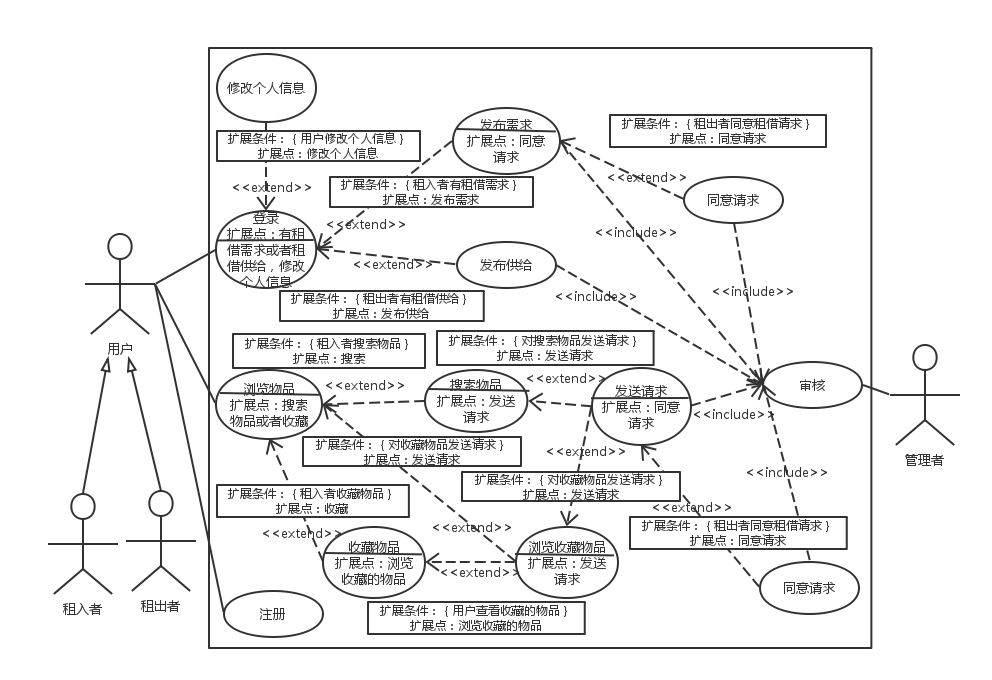 修改个人信息
扩展条件：{ 用户修改个人信息 }
扩展点：修改个人信息
<<extend>>
登录
扩展点：有租
借需求或者租
借供给，修改
个人信息
发布需求
扩展点：同意
请求
扩展条件：{ 租出者同意租借请求 }
扩展点：同意请求
<<extend>>
同意请求
扩展条件：{ 租入者有租借需求 }
扩展点：发布需求
<<extend>>
<<include>>
<<extend>>
发布供给
<<include>>
<<include>>
扩展条件：{ 租出者有租借供给 }
扩展点：发布供给
用户
扩展条件：{ 租入者搜索物品 }
扩展点：搜索
扩展条件：{ 对搜索物品发送请求 }
扩展点：发送请求
浏览物品
扩展点：搜索
物品或者收藏
<<extend>>
搜索物品
扩展点：发送
请求
<<extend>>
发送请求
扩展点：同意
请求
<<include>>
审核
管理者
扩展条件：{ 对收藏物品发送请求 }
扩展点：发送请求
<<extend>>
<<include>>
扩展条件：{ 对收藏物品发送请求 }
扩展点：发送请求
扩展条件：{ 租入者收藏物品 }
扩展点：收藏
<<extend>>
<<extend>>
<<extend>>
扩展条件：{ 租出者同意租借请求 }
扩展点：同意请求
收藏物品
扩展点：浏览
收藏的物品
<<extend>>
浏览收藏物品
扩展点：发送
请求
同意请求
租入者
租出者
注册
扩展条件：{ 用户查看收藏的物品 }
扩展点：浏览收藏的物品